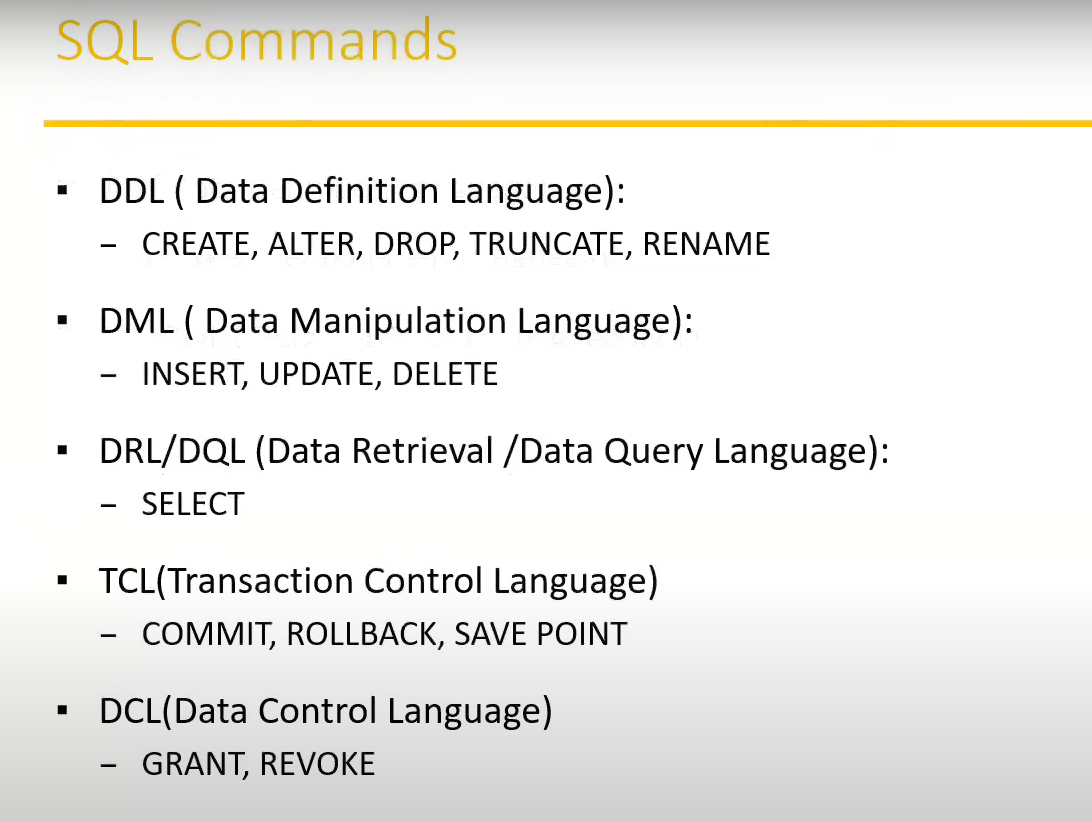 SQL Commands
▪ DDL ( Data Definition Language):
– CREATE, ALTER, DROP, TRUNCATE, RENAME
▪ DML ( Data Manipulation Language):
– INSERT, UPDATE, DELETE
▪ DRL/DQL (Data Retrieval /Data Query Language):
– SELECT
▪ TCL(Transaction Control Language)
– COMMIT, ROLLBACK, SAVE POINT
▪ DCL(Data Control Language)
– GRANT, REVOKE